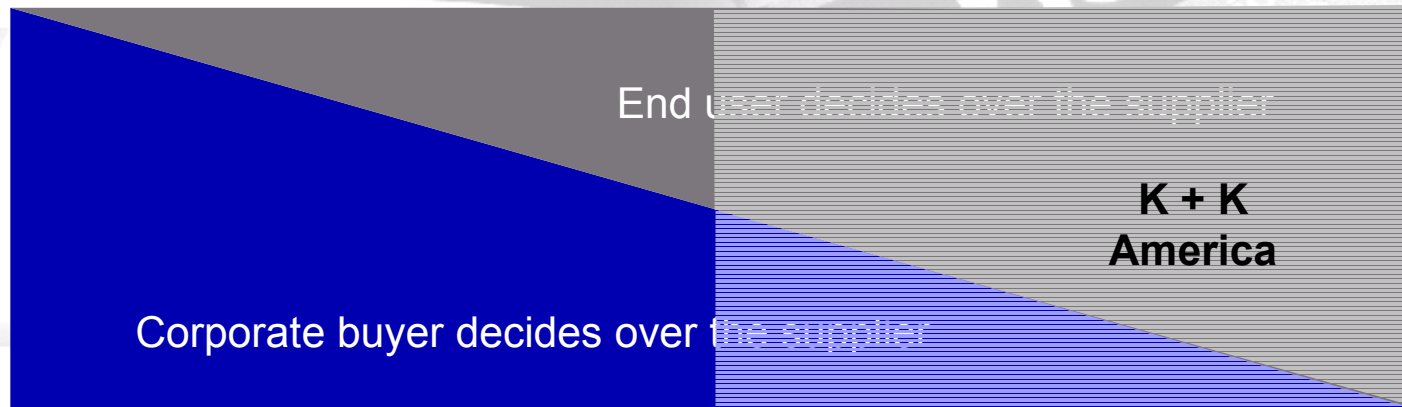 End user decides over the supplier
K + K
America
Corporate buyer decides over the supplier